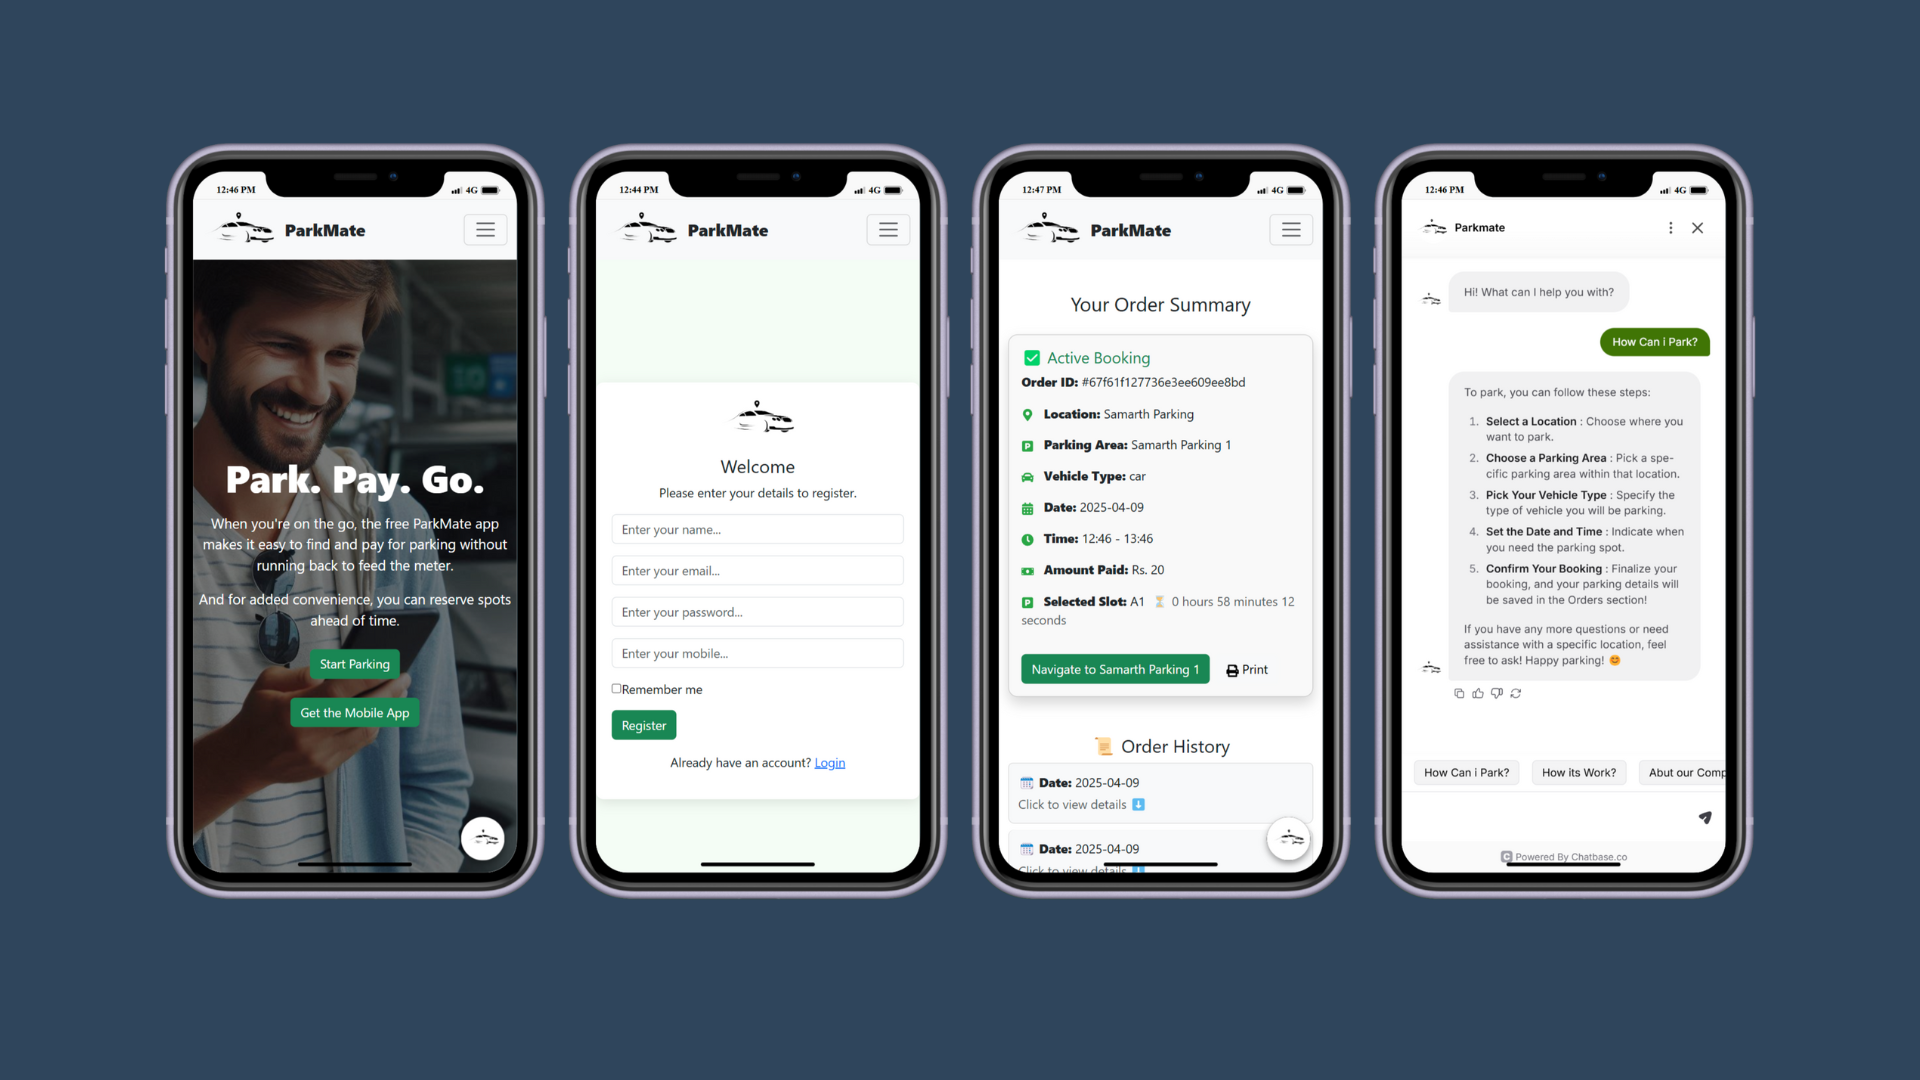 12:46 PM
4G
ParkMate
Park. Pay. Go.
When you're on the go, the free ParkMate app
makes it easy to find and pay for parking without
running back to feed the meter.
And for added convenience, you can reserve spots
ahead of time.
Start Parking
Get the Mobile App
12:44 PM
4G
ParkMate
Welcome
Please enter your details to register.
Enter your name...
Enter your email...
Enter your password...
Enter your mobile...
Remember me
Register
Already have an account? Login
12:47 PM
4G
ParkMate
Your Order Summary
Active Booking
Order ID: #67f61f127736e3ee609ee8bd
Location: Samarth Parking
P Parking Area: Samarth Parking 1
Vehicle Type: car
Date: 2025-04-09
Time: 12:46 - 13:46
Amount Paid: Rs. 20
P Selected Slot: A1 ⏳ 0 hours 58 minutes 12
seconds
Navigate to Samarth Parking 1
Print
Order History
Date: 2025-04-09
Click to view details
Date: 2025-04-09
Click to view details
12:46 PM
4G
Parkmate
Hi! What can I help you with?
How Can i Park?
To park, you can follow these steps:
1. Select a Location : Choose where you
want to park.
2. Choose a Parking Area : Pick a spe-
cific parking area within that location.
3. Pick Your Vehicle Type : Specify the
type of vehicle you will be parking.
4. Set the Date and Time : Indicate when
you need the parking spot.
5. Confirm Your Booking : Finalize your
booking, and your parking details will
be saved in the Orders section!
If you have any more questions or need
assistance with a specific location, feel
free to ask! Happy parking! 😊
How Can i Park?
How its Work?
Abut our Comp
Powered By Chatbase.co